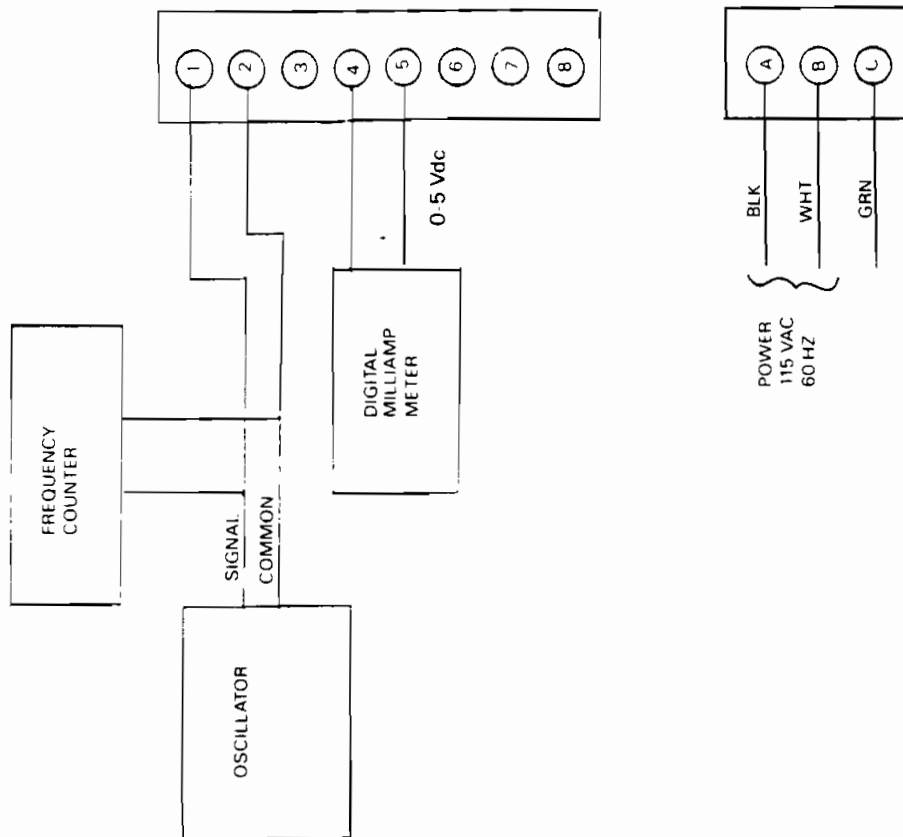 1
2
3
4
5
6
7
8
0-5 Vdc
FREQUENCY
COUNTER
DIGITAL
MILLIAMP
METER
SIGNAL
COMMON
OSCILLATOR
A
B
C
BLK
WHT
GRN
POWER
115 VAC
60 HZ